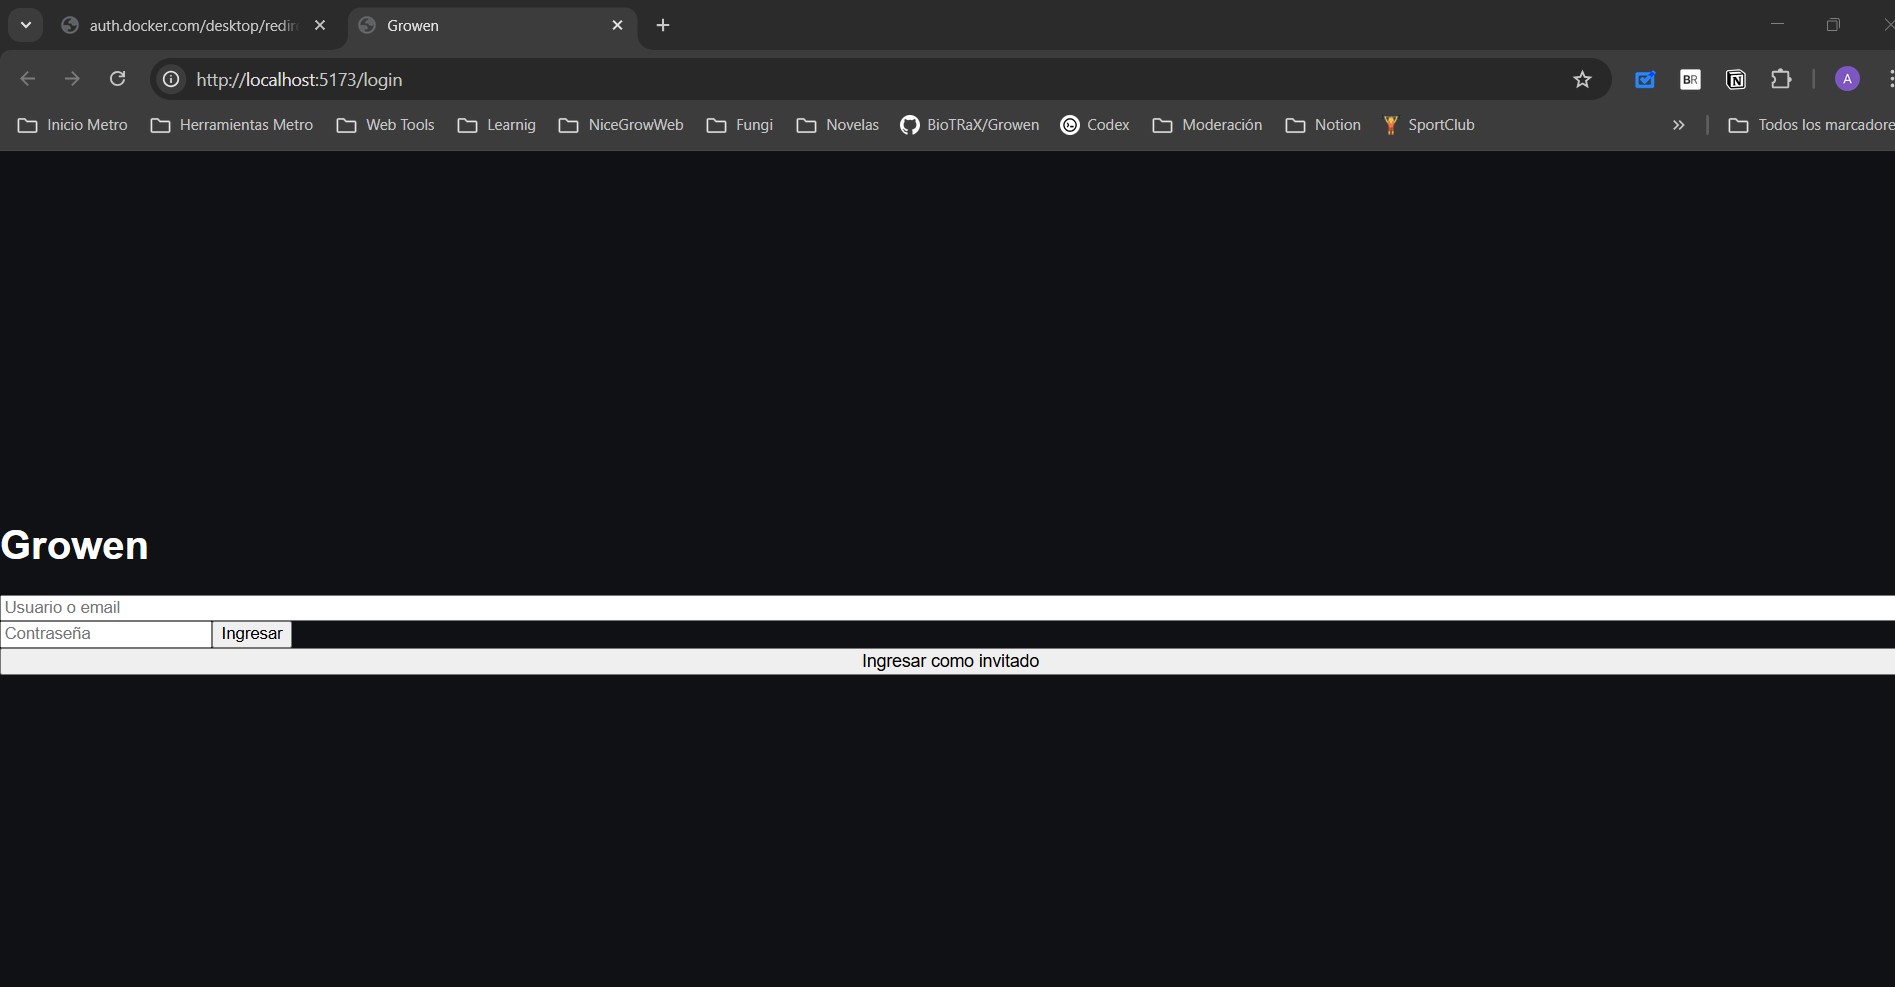 auth.docker.com/desktop/redir
Growen
http://localhost:5173/login
BR
N
A
Inicio Metro
Herramientas Metro
Web Tools
Learnig
NiceGrowWeb
Fungi
Novelas
BioTRaX/Growen
Codex
Moderación
Notion
SportClub
»
Todos los marcadore
Growen
Usuario o email
Contraseña Ingresar
Ingresar como invitado